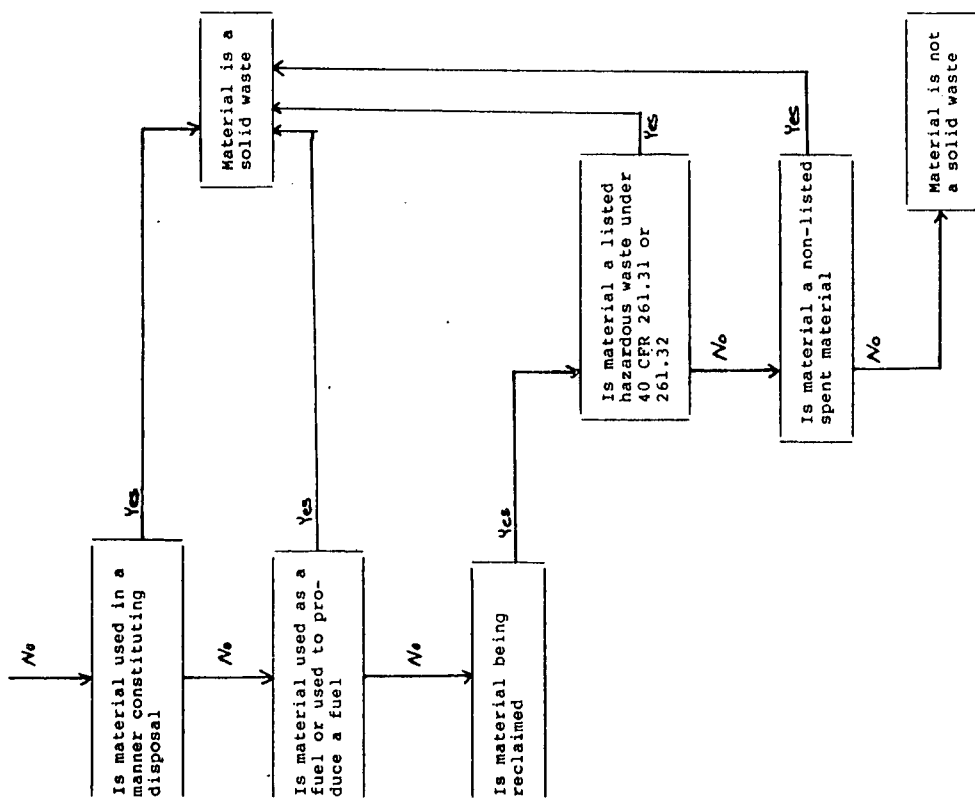 Material is a
solid waste
Yes
No
Is material used in a
manner constituting
disposal
No
Yes
Is material used as a
fuel or used to pro-
duce a fuel
No
Is material being
reclaimed
Yes
Is material a listed
hazardous waste under
40 CFR 261.31 or
261.32
Yes
No
Is material a non-listed
spent material
Yes
No
Material is not
a solid waste